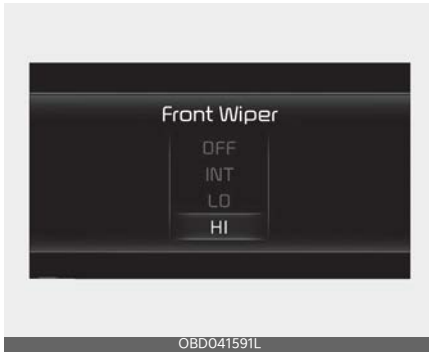 Front Wiper
OFF
INT
LO
HI
OBD041591L